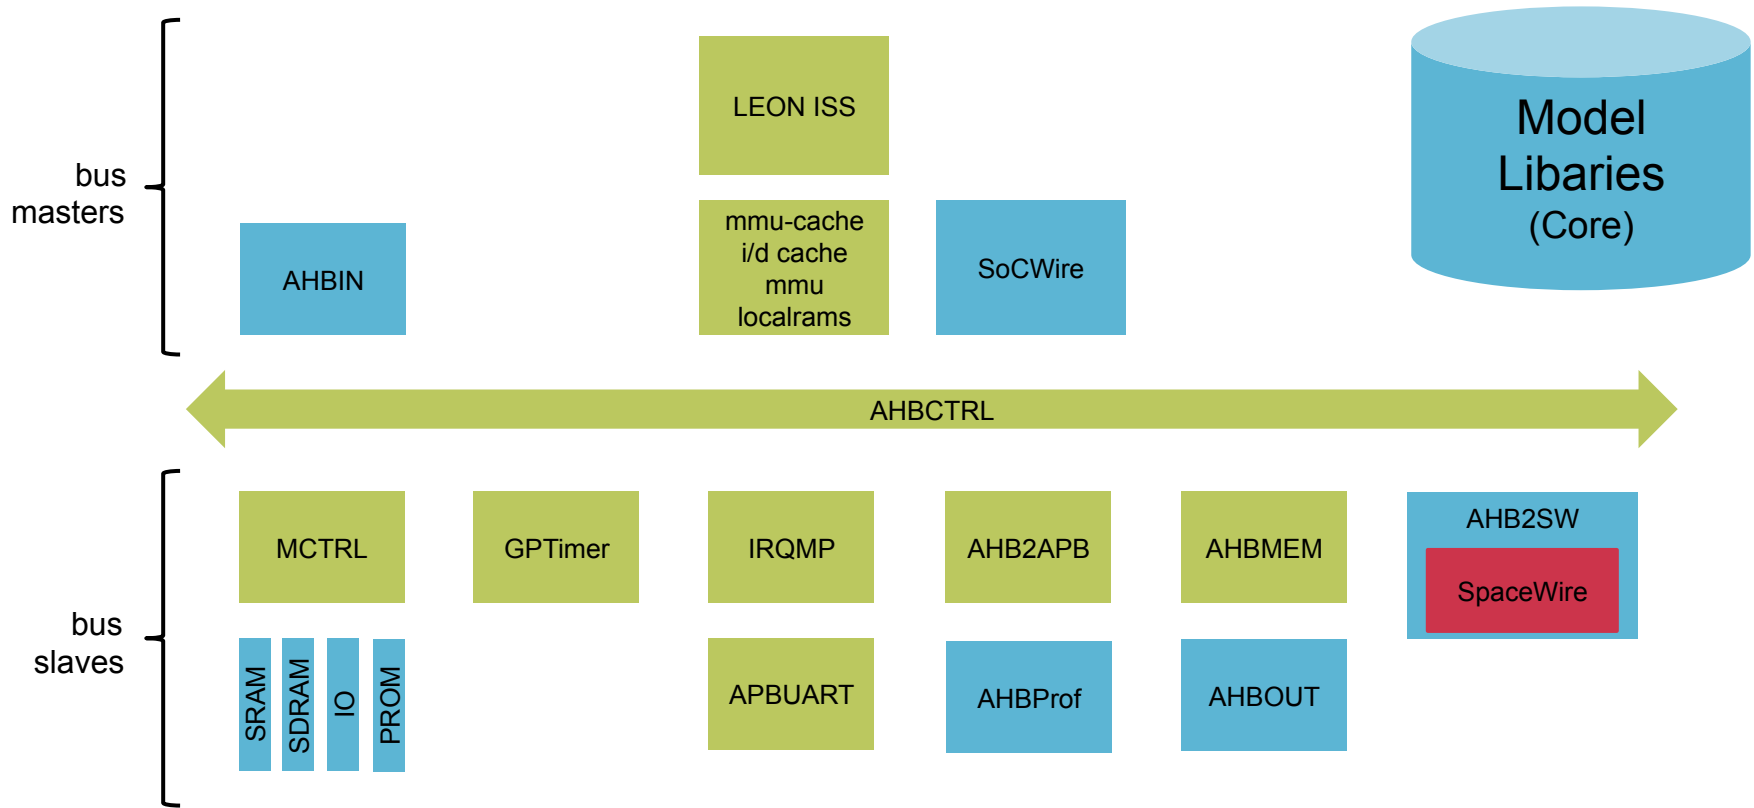 bus
masters
LEON ISS
AHBIN
mmu-cache
i/d cache
mmu
localrams
SoCWire
Model
Libaries
(Core)
AHBCTRL
bus
slaves
MCTRL
GPTimer
IRQMP
AHB2APB
AHBMEM
AHB2SW
SpaceWire
SRAM
SDRAM
IO
PROM
APBUART
AHBProf
AHBOUT